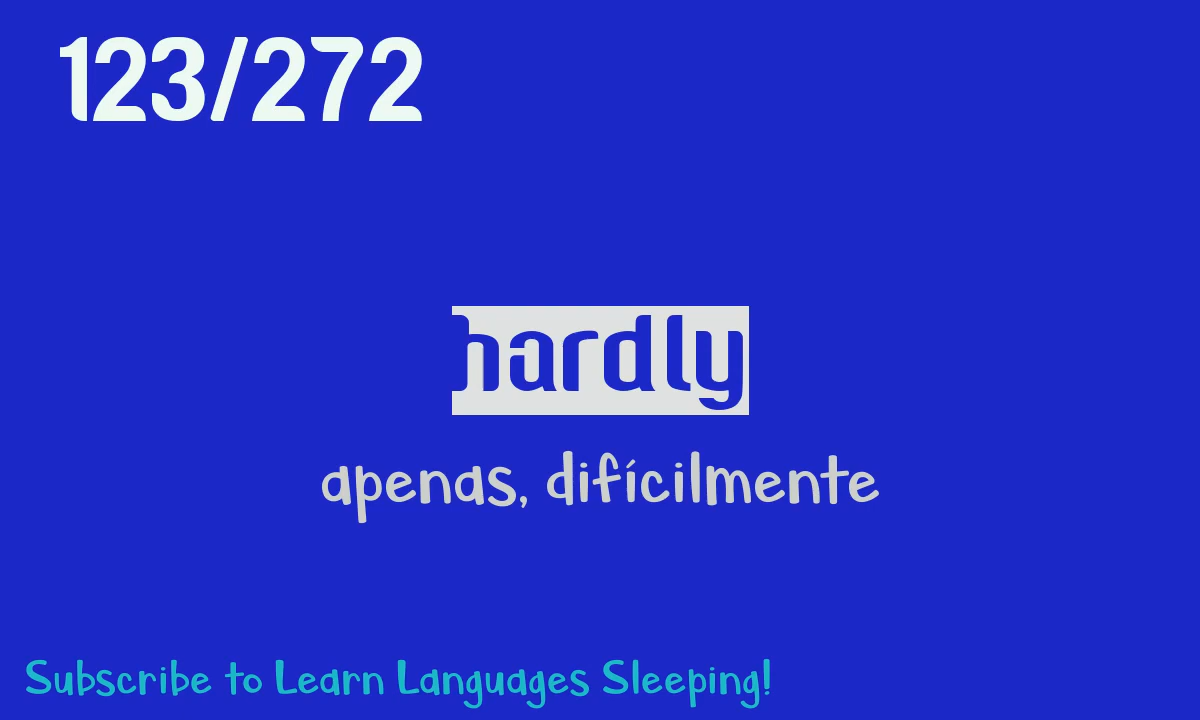 123/272
hardly
apenas, difícilmente
Subscribe to Learn Languages Sleeping!